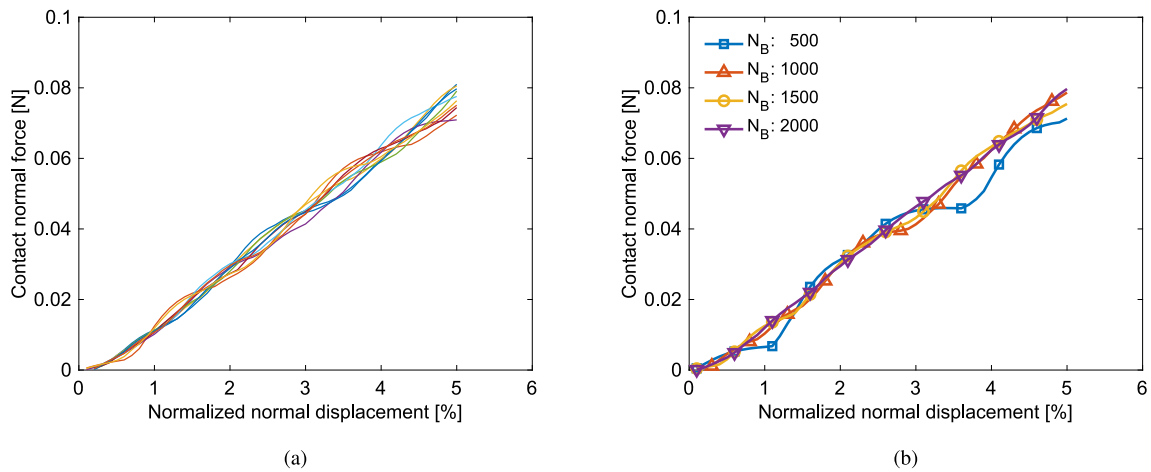 0.1
0.08
0.06
0.04
0.02
0
Contact normal force [N]
0 1 2 3 4 5 6
Normalized normal displacement [%]
(a)
0.1
0.08
0.06
0.04
0.02
0
Contact normal force [N]
N_B: 500
N_B: 1000
N_B: 1500
N_B: 2000
0 1 2 3 4 5 6
Normalized normal displacement [%]
(b)